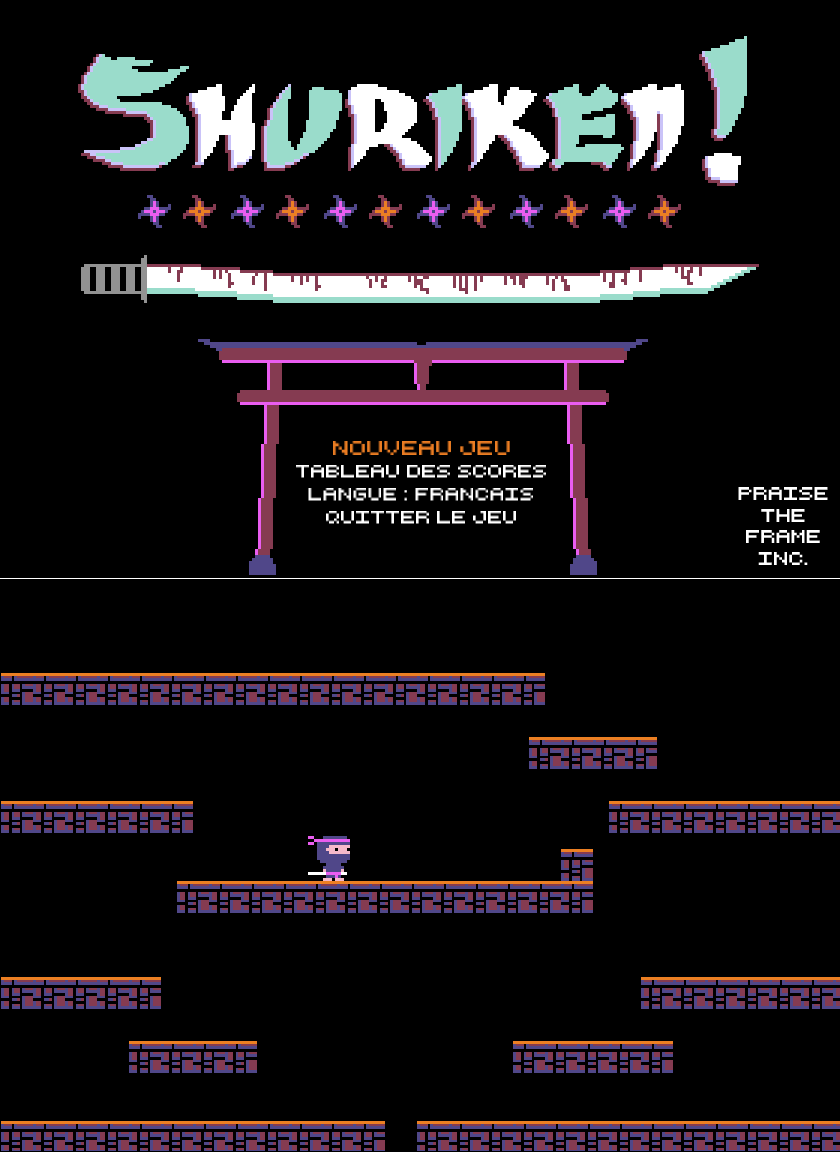 SHURIKEN!
NOUVEAU JEU
TABLEAU DES SCORES
LANGUE : FRANCAIS
QUITTER LE JEU
PRAISE
THE
FRAME
INC.